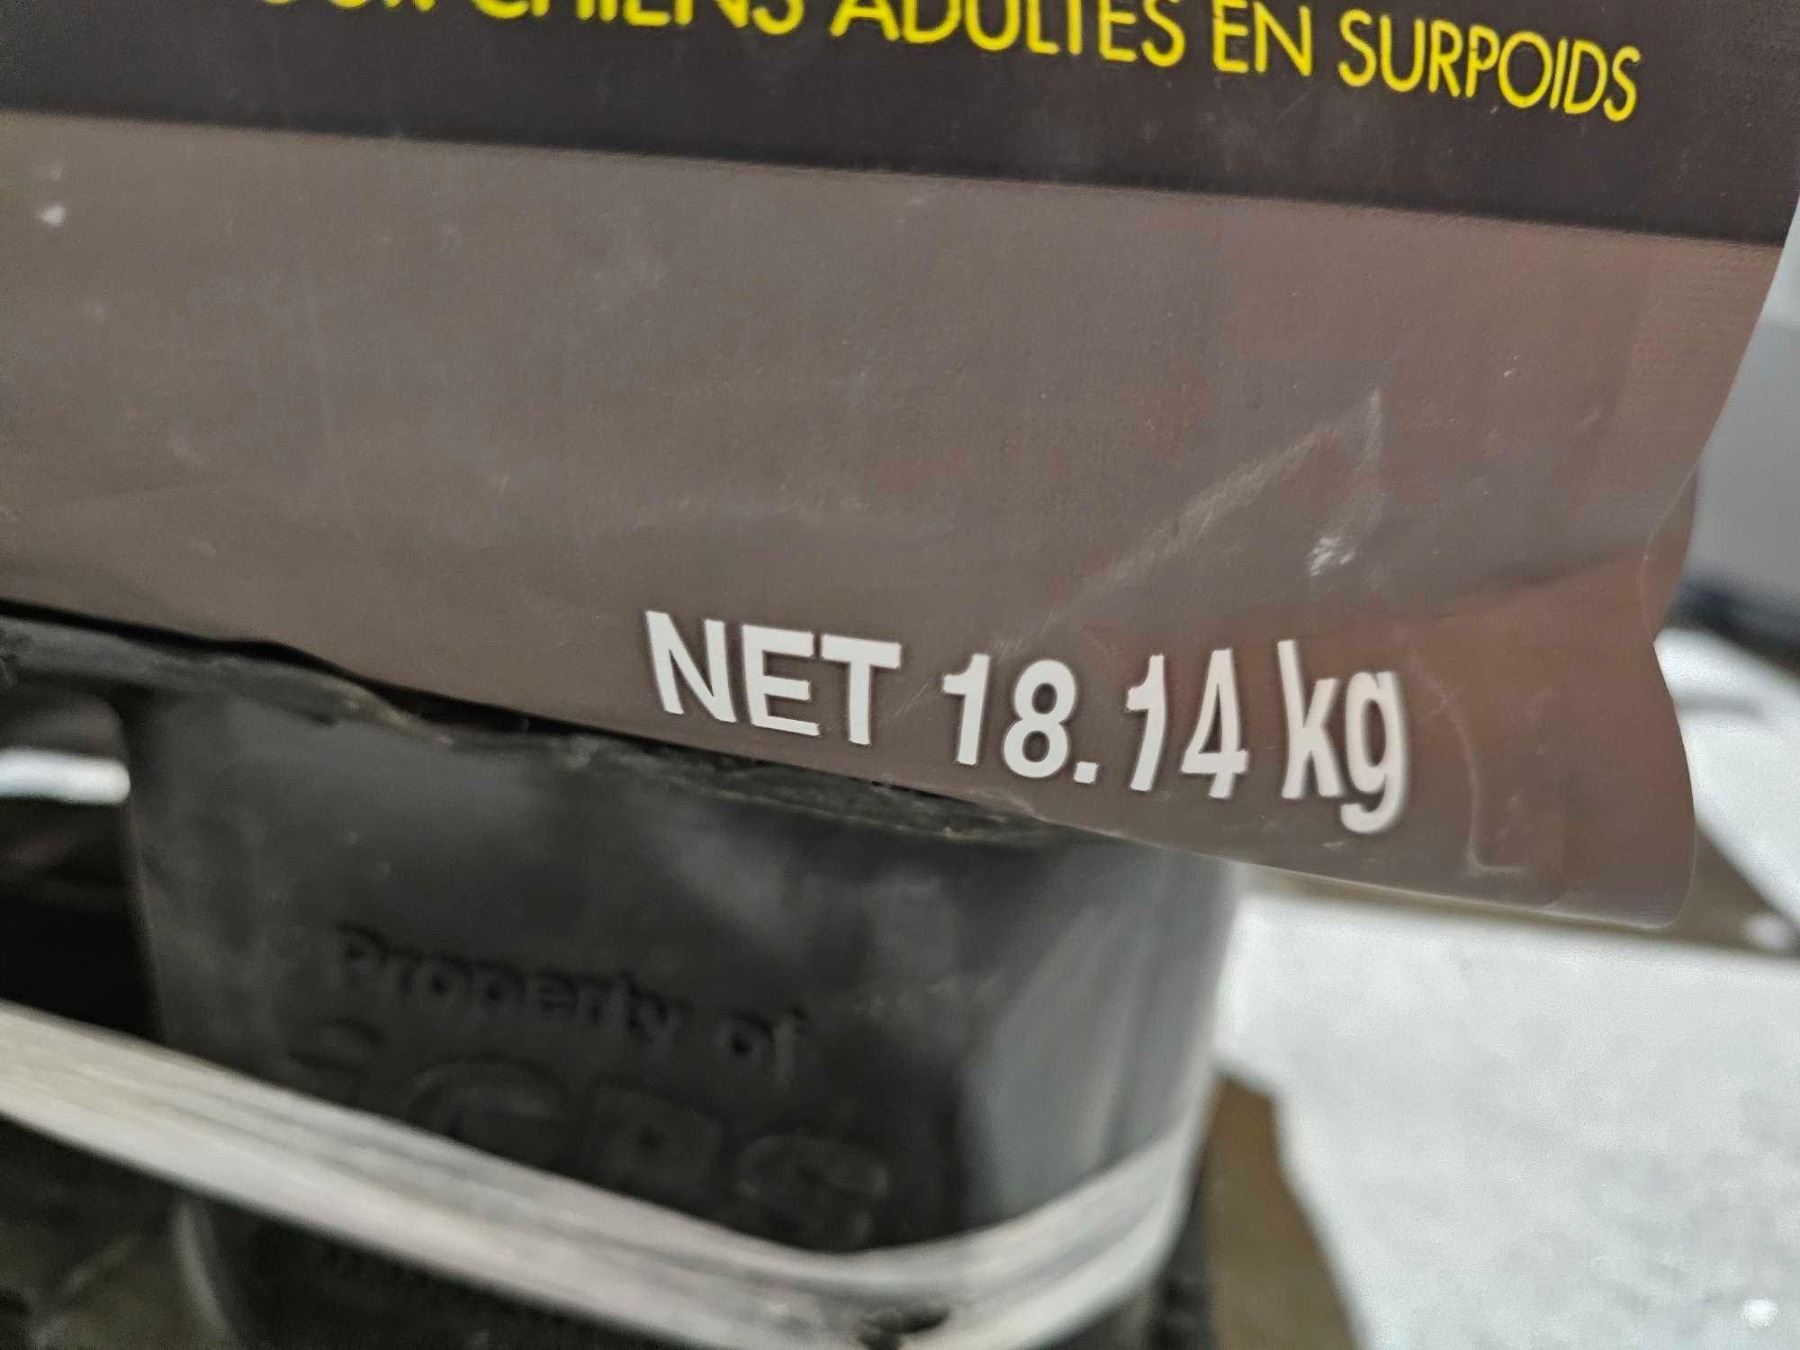 CHIENS ADULTES EN SURPOIDS
NET 18.14 kg
Property of